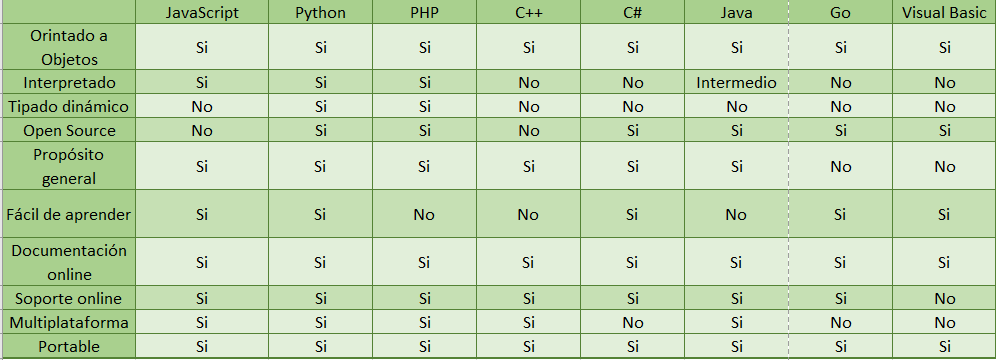 JavaScript Python PHP C++ C# Java Go Visual Basic
Orintado a
Objetos Si Si Si Si Si Si Si Si
Interpretado Si Si Si No No Intermedio No No
Tipado dinámico No Si Si No No No No No
Open Source No Si Si No Si Si Si Si
Propósito
general Si Si Si Si Si Si No No
Fácil de aprender Si Si No No Si No Si Si
Documentación
online Si Si Si Si Si Si Si Si
Soporte online Si Si Si Si Si Si Si No
Multiplataforma Si Si Si Si No Si No No
Portable Si Si Si Si Si Si Si Si